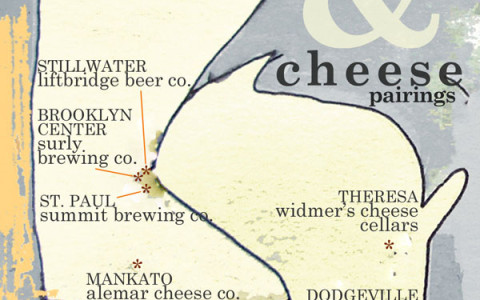 &
cheese
pairings
STILLWATER
liftbridge beer co.
BROOKLYN
CENTER
surly
brewing co.
ST. PAUL
summit brewing co.
THERESA
widmer's cheese
cellars
MANKATO
alemar cheese co.
DODGEVILLE